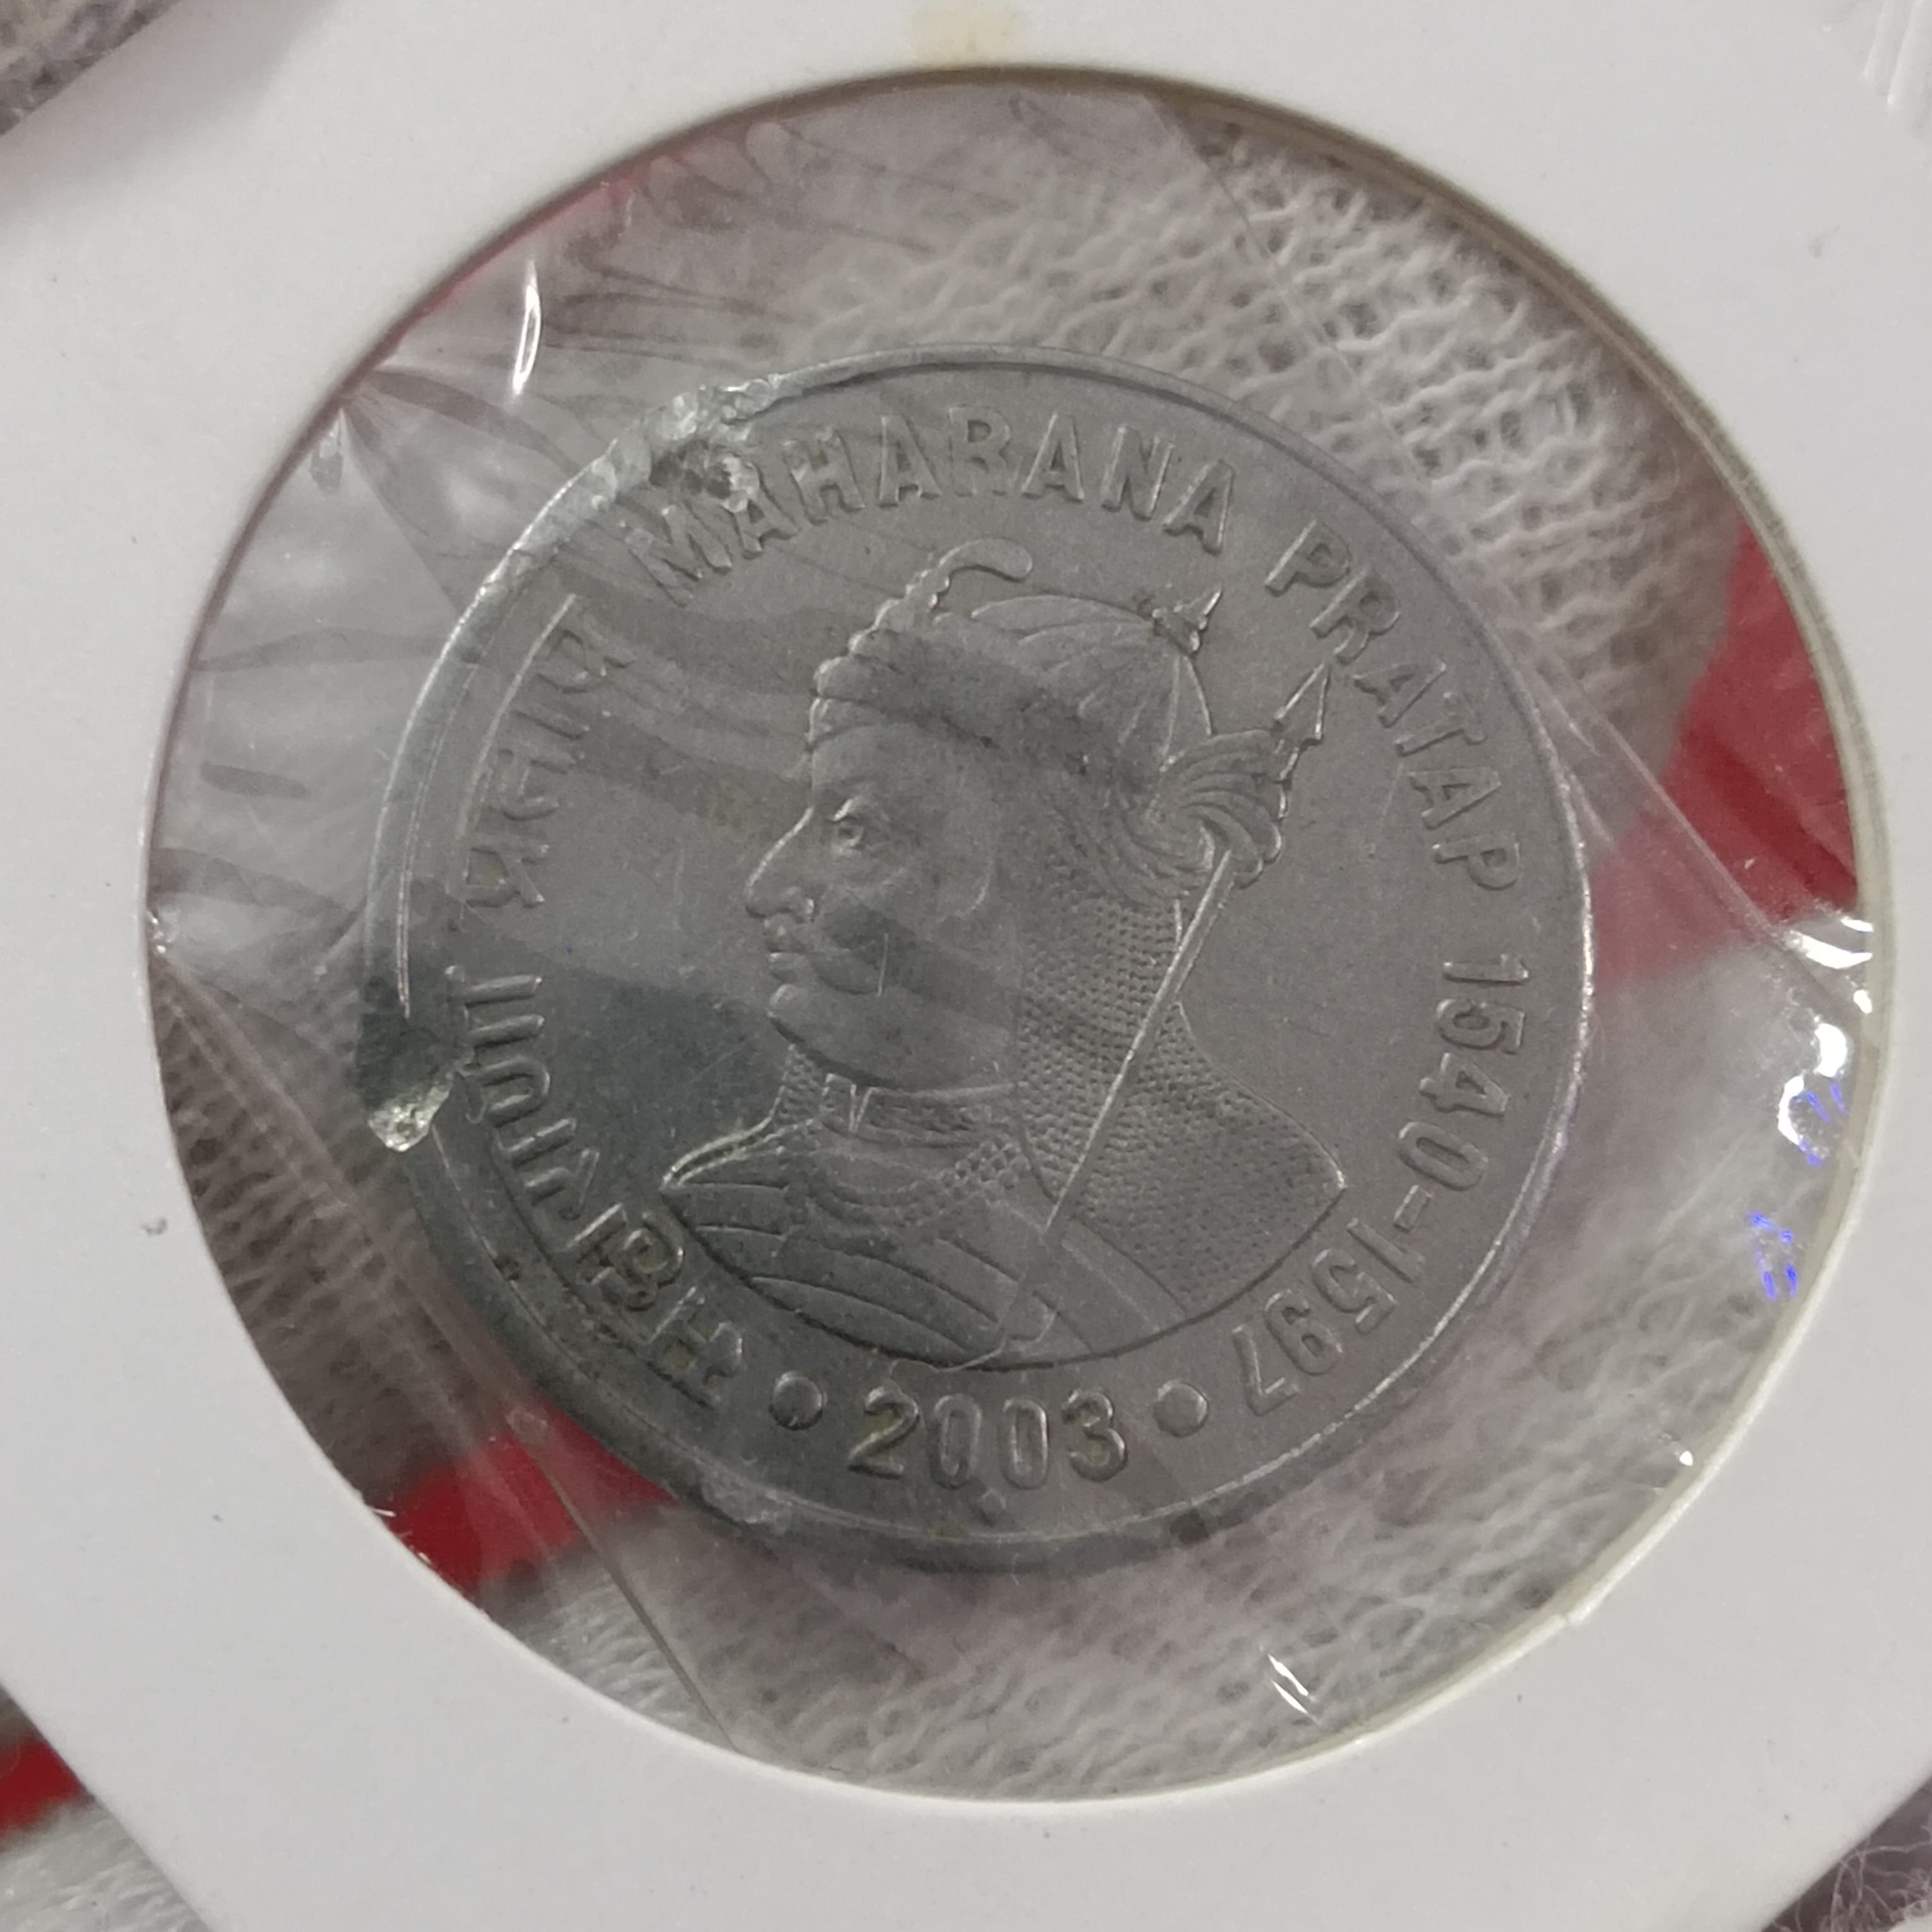 महाराणा प्रताप MAHARANA PRATAP 1540-1597
• 2003 •